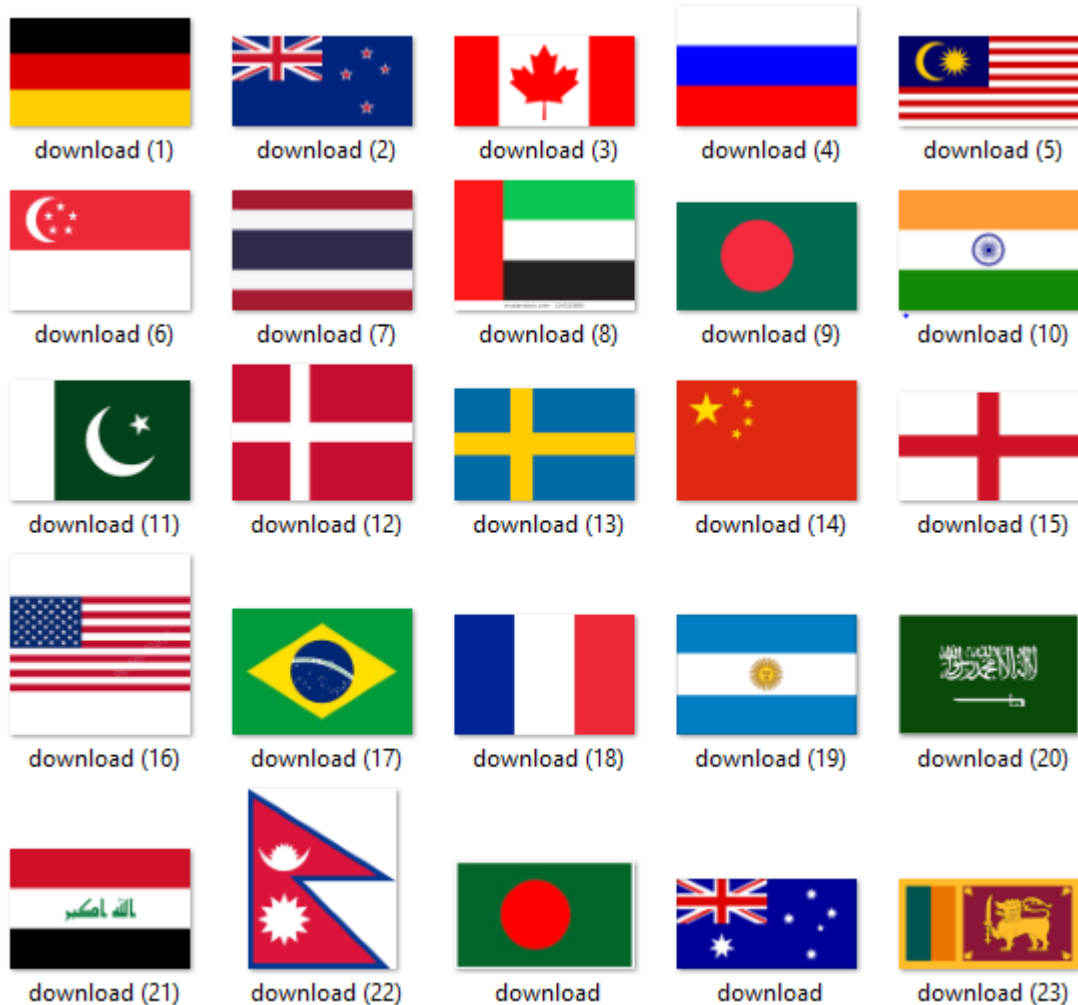 download (1) download (2) download (3) download (4) download (5)
download (6) download (7) download (8) download (9) download (10)
download (11) download (12) download (13) download (14) download (15)
download (16) download (17) download (18) download (19) download (20)
الله اكبر
download (21) download (22) download download download (23)